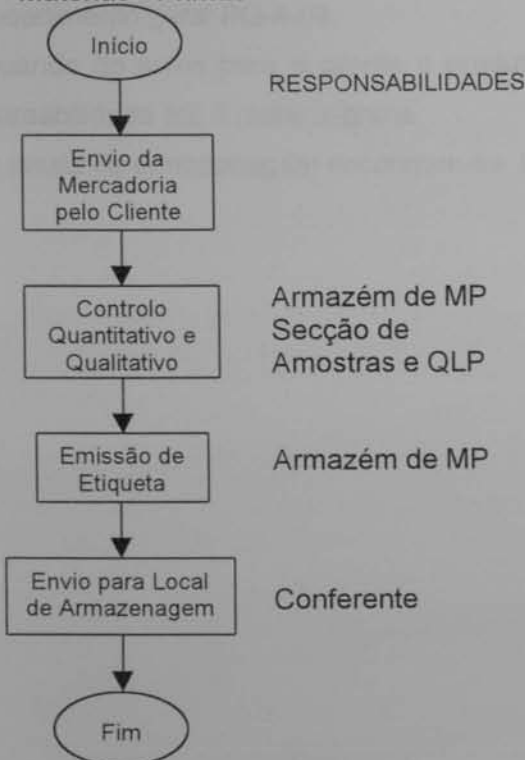 Início
RESPONSABILIDADES
Envio da
Mercadoria
pelo Cliente
Controlo
Quantitativo e
Qualitativo
Armazém de MP
Secção de
Amostras e QLP
Emissão de
Etiqueta
Armazém de MP
Envio para Local
de Armazenagem
Conferente
Fim